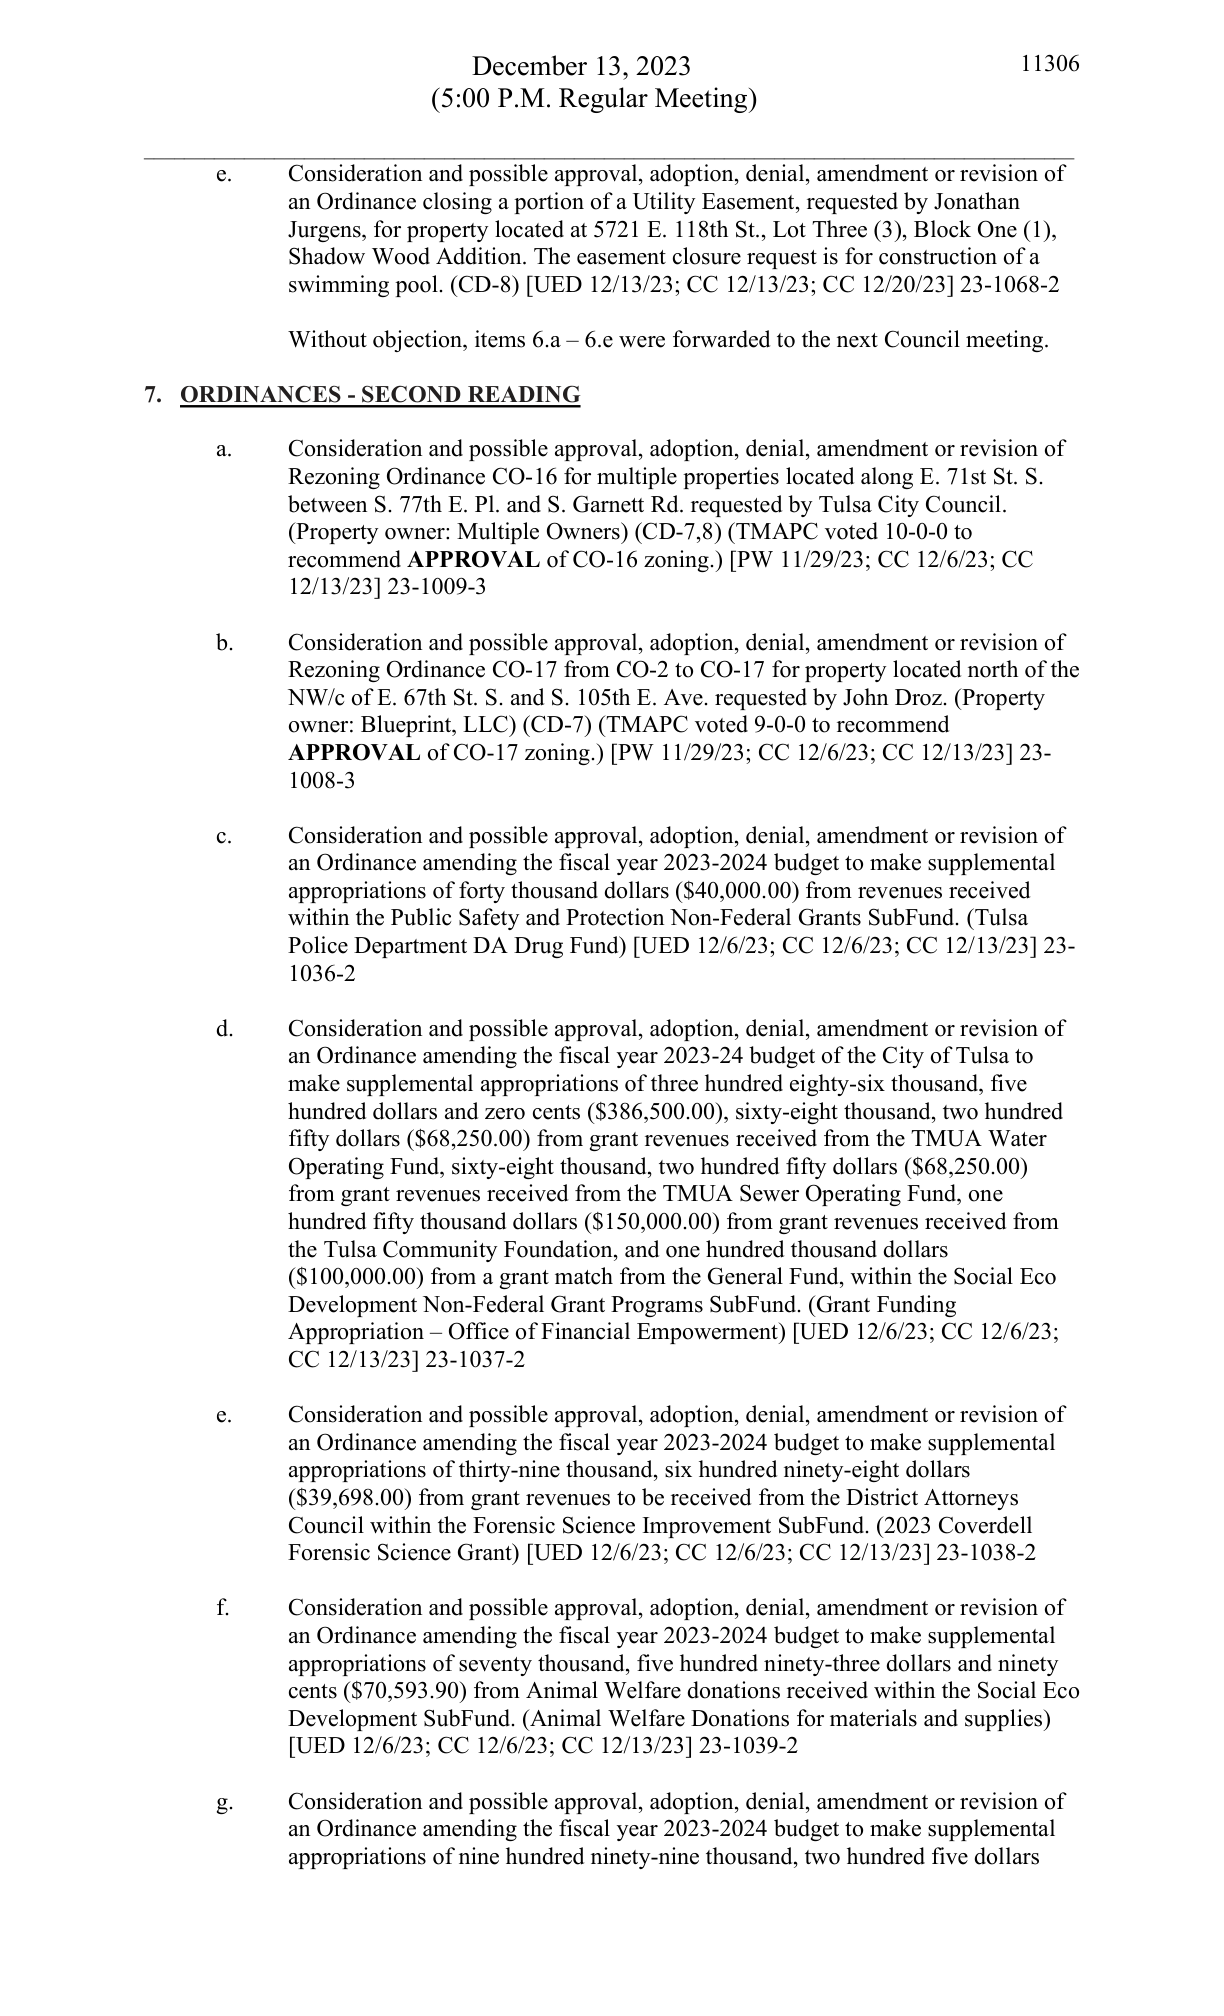 December 13, 2023
11306
(5:00 P.M. Regular Meeting)
e. Consideration and possible approval, adoption, denial, amendment or revision of
an Ordinance closing a portion of a Utility Easement, requested by Jonathan
Jurgens, for property located at 5721 E. 118th St., Lot Three (3), Block One (1),
Shadow Wood Addition. The easement closure request is for construction of a
swimming pool. (CD-8) [UED 12/13/23; CC 12/13/23; CC 12/20/23] 23-1068-2
Without objection, items 6.a – 6.e were forwarded to the next Council meeting.
7. ORDINANCES - SECOND READING
a. Consideration and possible approval, adoption, denial, amendment or revision of
Rezoning Ordinance CO-16 for multiple properties located along E. 71st St. S.
between S. 77th E. Pl. and S. Garnett Rd. requested by Tulsa City Council.
(Property owner: Multiple Owners) (CD-7,8) (TMAPC voted 10-0-0 to
recommend APPROVAL of CO-16 zoning.) [PW 11/29/23; CC 12/6/23; CC
12/13/23] 23-1009-3
b. Consideration and possible approval, adoption, denial, amendment or revision of
Rezoning Ordinance CO-17 from CO-2 to CO-17 for property located north of the
NW/c of E. 67th St. S. and S. 105th E. Ave. requested by John Droz. (Property
owner: Blueprint, LLC) (CD-7) (TMAPC voted 9-0-0 to recommend
APPROVAL of CO-17 zoning.) [PW 11/29/23; CC 12/6/23; CC 12/13/23] 23-
1008-3
c. Consideration and possible approval, adoption, denial, amendment or revision of
an Ordinance amending the fiscal year 2023-2024 budget to make supplemental
appropriations of forty thousand dollars ($40,000.00) from revenues received
within the Public Safety and Protection Non-Federal Grants SubFund. (Tulsa
Police Department DA Drug Fund) [UED 12/6/23; CC 12/6/23; CC 12/13/23] 23-
1036-2
d. Consideration and possible approval, adoption, denial, amendment or revision of
an Ordinance amending the fiscal year 2023-24 budget of the City of Tulsa to
make supplemental appropriations of three hundred eighty-six thousand, five
hundred dollars and zero cents ($386,500.00), sixty-eight thousand, two hundred
fifty dollars ($68,250.00) from grant revenues received from the TMUA Water
Operating Fund, sixty-eight thousand, two hundred fifty dollars ($68,250.00)
from grant revenues received from the TMUA Sewer Operating Fund, one
hundred fifty thousand dollars ($150,000.00) from grant revenues received from
the Tulsa Community Foundation, and one hundred thousand dollars
($100,000.00) from a grant match from the General Fund, within the Social Eco
Development Non-Federal Grant Programs SubFund. (Grant Funding
Appropriation – Office of Financial Empowerment) [UED 12/6/23; CC 12/6/23;
CC 12/13/23] 23-1037-2
e. Consideration and possible approval, adoption, denial, amendment or revision of
an Ordinance amending the fiscal year 2023-2024 budget to make supplemental
appropriations of thirty-nine thousand, six hundred ninety-eight dollars
($39,698.00) from grant revenues to be received from the District Attorneys
Council within the Forensic Science Improvement SubFund. (2023 Coverdell
Forensic Science Grant) [UED 12/6/23; CC 12/6/23; CC 12/13/23] 23-1038-2
f. Consideration and possible approval, adoption, denial, amendment or revision of
an Ordinance amending the fiscal year 2023-2024 budget to make supplemental
appropriations of seventy thousand, five hundred ninety-three dollars and ninety
cents ($70,593.90) from Animal Welfare donations received within the Social Eco
Development SubFund. (Animal Welfare Donations for materials and supplies)
[UED 12/6/23; CC 12/6/23; CC 12/13/23] 23-1039-2
g. Consideration and possible approval, adoption, denial, amendment or revision of
an Ordinance amending the fiscal year 2023-2024 budget to make supplemental
appropriations of nine hundred ninety-nine thousand, two hundred five dollars